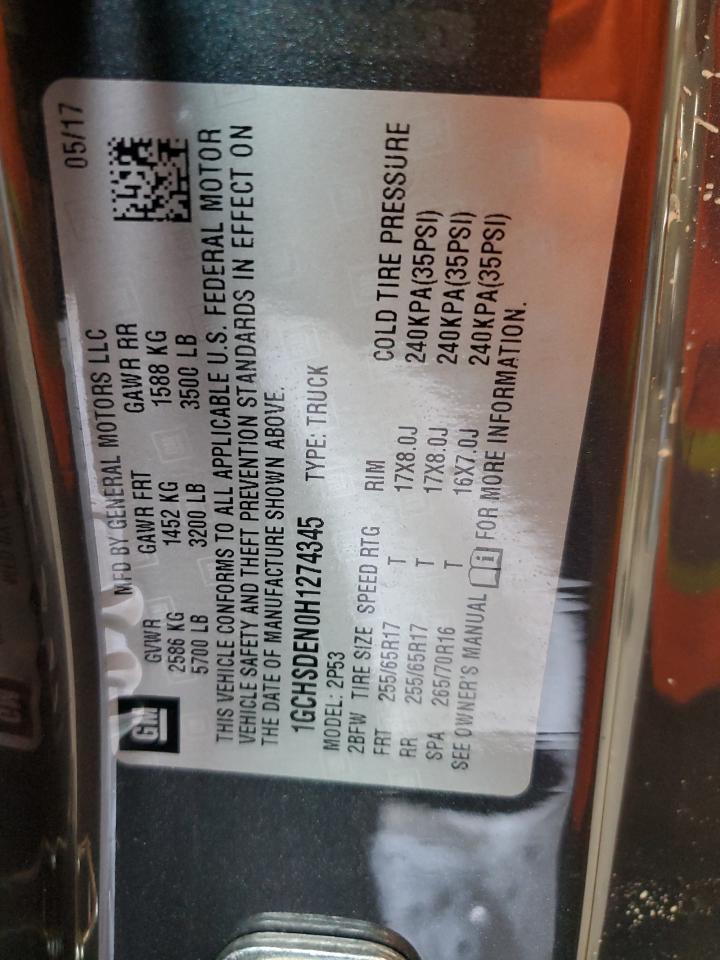 05/17
MFD BY GENERAL MOTORS LLC
GM
GVWR GAWR FRT GAWR RR
2586 KG 1452 KG 1588 KG
5700 LB 3200 LB 3500 LB
THIS VEHICLE CONFORMS TO ALL APPLICABLE U.S. FEDERAL MOTOR
VEHICLE SAFETY AND THEFT PREVENTION STANDARDS IN EFFECT ON
THE DATE OF MANUFACTURE SHOWN ABOVE.
1GCHSDEN0H1274345 TYPE: TRUCK
MODEL: 2P53
2BFW TIRE SIZE SPEED RTG RIM COLD TIRE PRESSURE
FRT 255/65R17 T 17X8.0J 240KPA(35PSI)
RR 255/65R17 T 17X8.0J 240KPA(35PSI)
SPA 265/70R16 T 16X7.0J 240KPA(35PSI)
SEE OWNER'S MANUAL i FOR MORE INFORMATION.